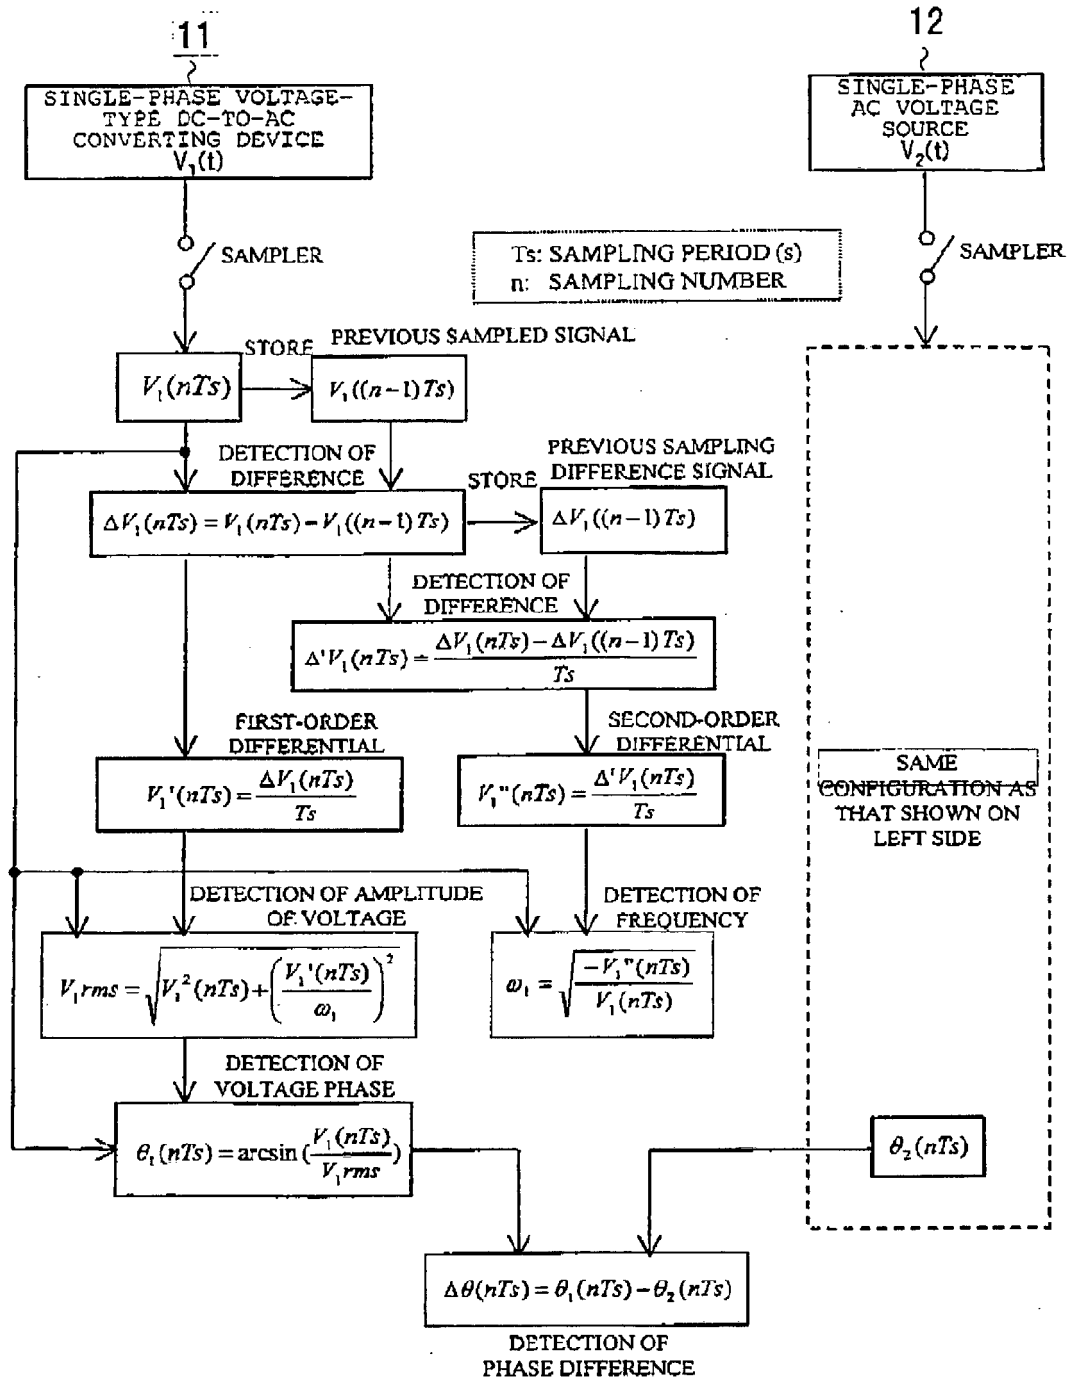 11
SINGLE-PHASE VOLTAGE-
TYPE DC-TO-AC
CONVERTING DEVICE
V₁(t)
12
SINGLE-PHASE
AC VOLTAGE
SOURCE
V₂(t)
SAMPLER
Ts: SAMPLING PERIOD (s)
n: SAMPLING NUMBER
SAMPLER
STORE
PREVIOUS SAMPLED SIGNAL
V₁(nTs)
V₁((n-1)Ts)
DETECTION OF
DIFFERENCE
STORE
PREVIOUS SAMPLING
DIFFERENCE SIGNAL
ΔV₁(nTs) = V₁(nTs) - V₁((n-1)Ts)
ΔV₁((n-1)Ts)
DETECTION OF
DIFFERENCE
Δ'V₁(nTs) = (ΔV₁(nTs) - ΔV₁((n-1)Ts)) / Ts
FIRST-ORDER
DIFFERENTIAL
SECOND-ORDER
DIFFERENTIAL
V₁'(nTs) = ΔV₁(nTs) / Ts
V₁"(nTs) = Δ'V₁(nTs) / Ts
SAME
CONFIGURATION AS
THAT SHOWN ON
LEFT SIDE
DETECTION OF AMPLITUDE
OF VOLTAGE
DETECTION OF
FREQUENCY
V₁rms = √(V₁²(nTs) + (V₁'(nTs) / ω₁)²)
ω₁ = √(-V₁"(nTs) / V₁(nTs))
DETECTION OF
VOLTAGE PHASE
θ₁(nTs) = arcsin(V₁(nTs) / V₁rms)
θ₂(nTs)
Δθ(nTs) = θ₁(nTs) - θ₂(nTs)
DETECTION OF
PHASE DIFFERENCE